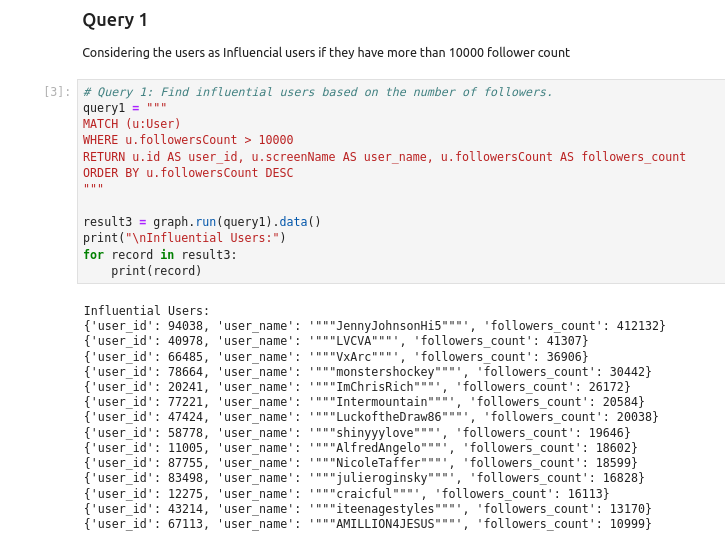 Query 1
Considering the users as Influencial users if they have more than 10000 follower count
[3]: # Query 1: Find influential users based on the number of followers.
query1 = """
MATCH (u:User)
WHERE u.followersCount > 10000
RETURN u.id AS user_id, u.screenName AS user_name, u.followersCount AS followers_count
ORDER BY u.followersCount DESC
"""
result3 = graph.run(query1).data()
print("\nInfluential Users:")
for record in result3:
    print(record)
Influential Users:
{'user_id': 94038, 'user_name': '"""JennyJohnsonHi5"""', 'followers_count': 412132}
{'user_id': 40978, 'user_name': '"""LVCVA"""', 'followers_count': 41307}
{'user_id': 66485, 'user_name': '"""VxArc"""', 'followers_count': 36906}
{'user_id': 78664, 'user_name': '"""monstershockey"""', 'followers_count': 30442}
{'user_id': 20241, 'user_name': '"""ImChrisRich"""', 'followers_count': 26172}
{'user_id': 77221, 'user_name': '"""Intermountain"""', 'followers_count': 20584}
{'user_id': 47424, 'user_name': '"""LuckoftheDraw86"""', 'followers_count': 20038}
{'user_id': 58778, 'user_name': '"""shinyyylove"""', 'followers_count': 19646}
{'user_id': 11005, 'user_name': '"""AlfredAngelo"""', 'followers_count': 18602}
{'user_id': 87755, 'user_name': '"""NicoleTaffer"""', 'followers_count': 18599}
{'user_id': 83498, 'user_name': '"""julieroginsky"""', 'followers_count': 16828}
{'user_id': 12275, 'user_name': '"""craicful"""', 'followers_count': 16113}
{'user_id': 43214, 'user_name': '"""iteenagestyles"""', 'followers_count': 13170}
{'user_id': 67113, 'user_name': '"""AMILLION4JESUS"""', 'followers_count': 10999}